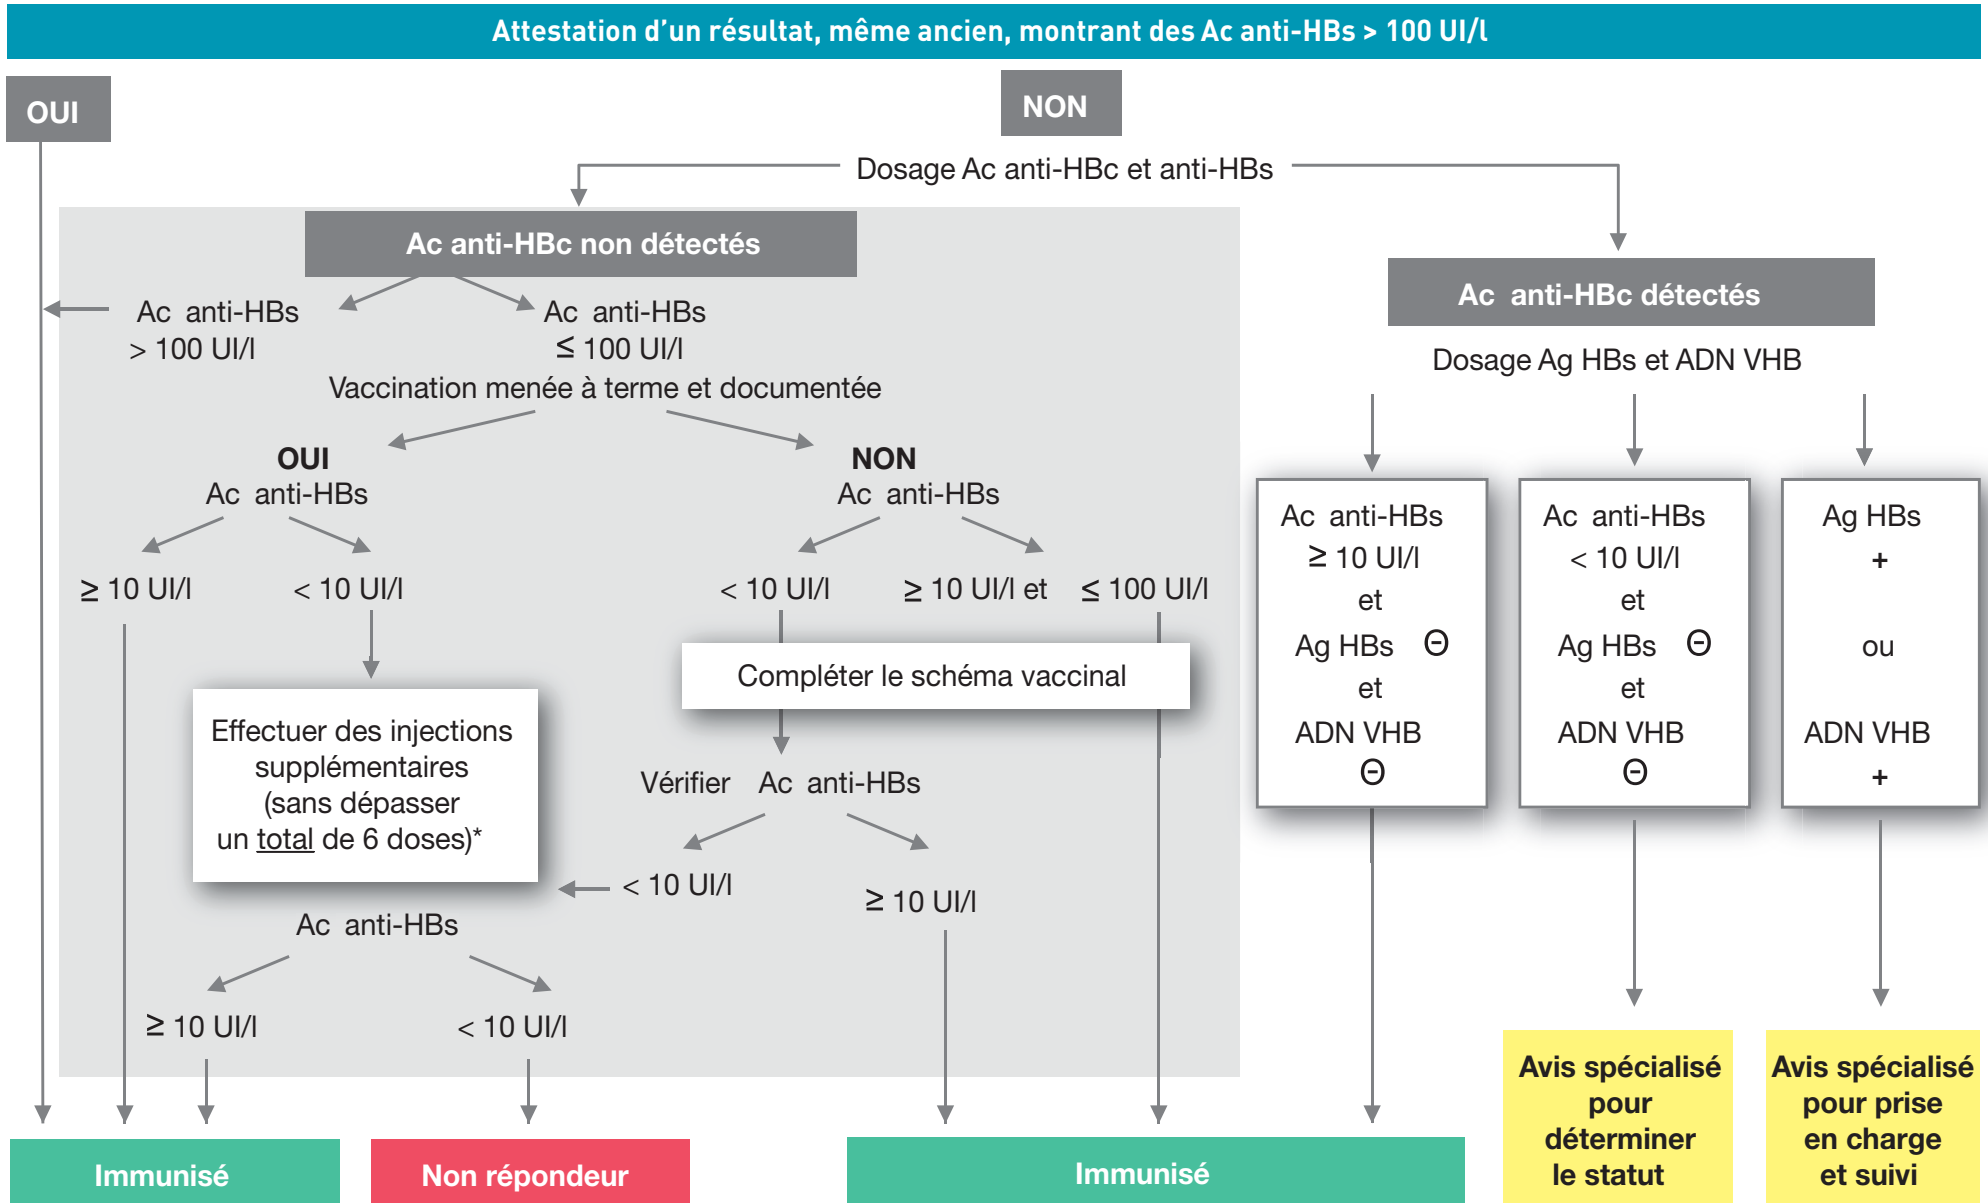 Attestation d’un résultat, même ancien, montrant des Ac anti-HBs > 100 UI/l
OUI
NON
Dosage Ac anti-HBc et anti-HBs
Ac anti-HBc non détectés
Ac anti-HBs
> 100 UI/l
Ac anti-HBs
≤ 100 UI/l
Vaccination menée à terme et documentée
OUI
Ac anti-HBs
≥ 10 UI/l
< 10 UI/l
Effectuer des injections
supplémentaires
(sans dépasser
un total de 6 doses)*
Ac anti-HBs
≥ 10 UI/l
< 10 UI/l
NON
Ac anti-HBs
< 10 UI/l
≥ 10 UI/l et ≤ 100 UI/l
Compléter le schéma vaccinal
Vérifier Ac anti-HBs
< 10 UI/l
≥ 10 UI/l
Ac anti-HBc détectés
Dosage Ag HBs et ADN VHB
Ac anti-HBs
≥ 10 UI/l
et
Ag HBs Θ
et
ADN VHB
Θ
Ac anti-HBs
< 10 UI/l
et
Ag HBs Θ
et
ADN VHB
Θ
Ag HBs
+
ou
ADN VHB
+
Immunisé
Non répondeur
Immunisé
Avis spécialisé
pour
déterminer
le statut
Avis spécialisé
pour prise
en charge
et suivi